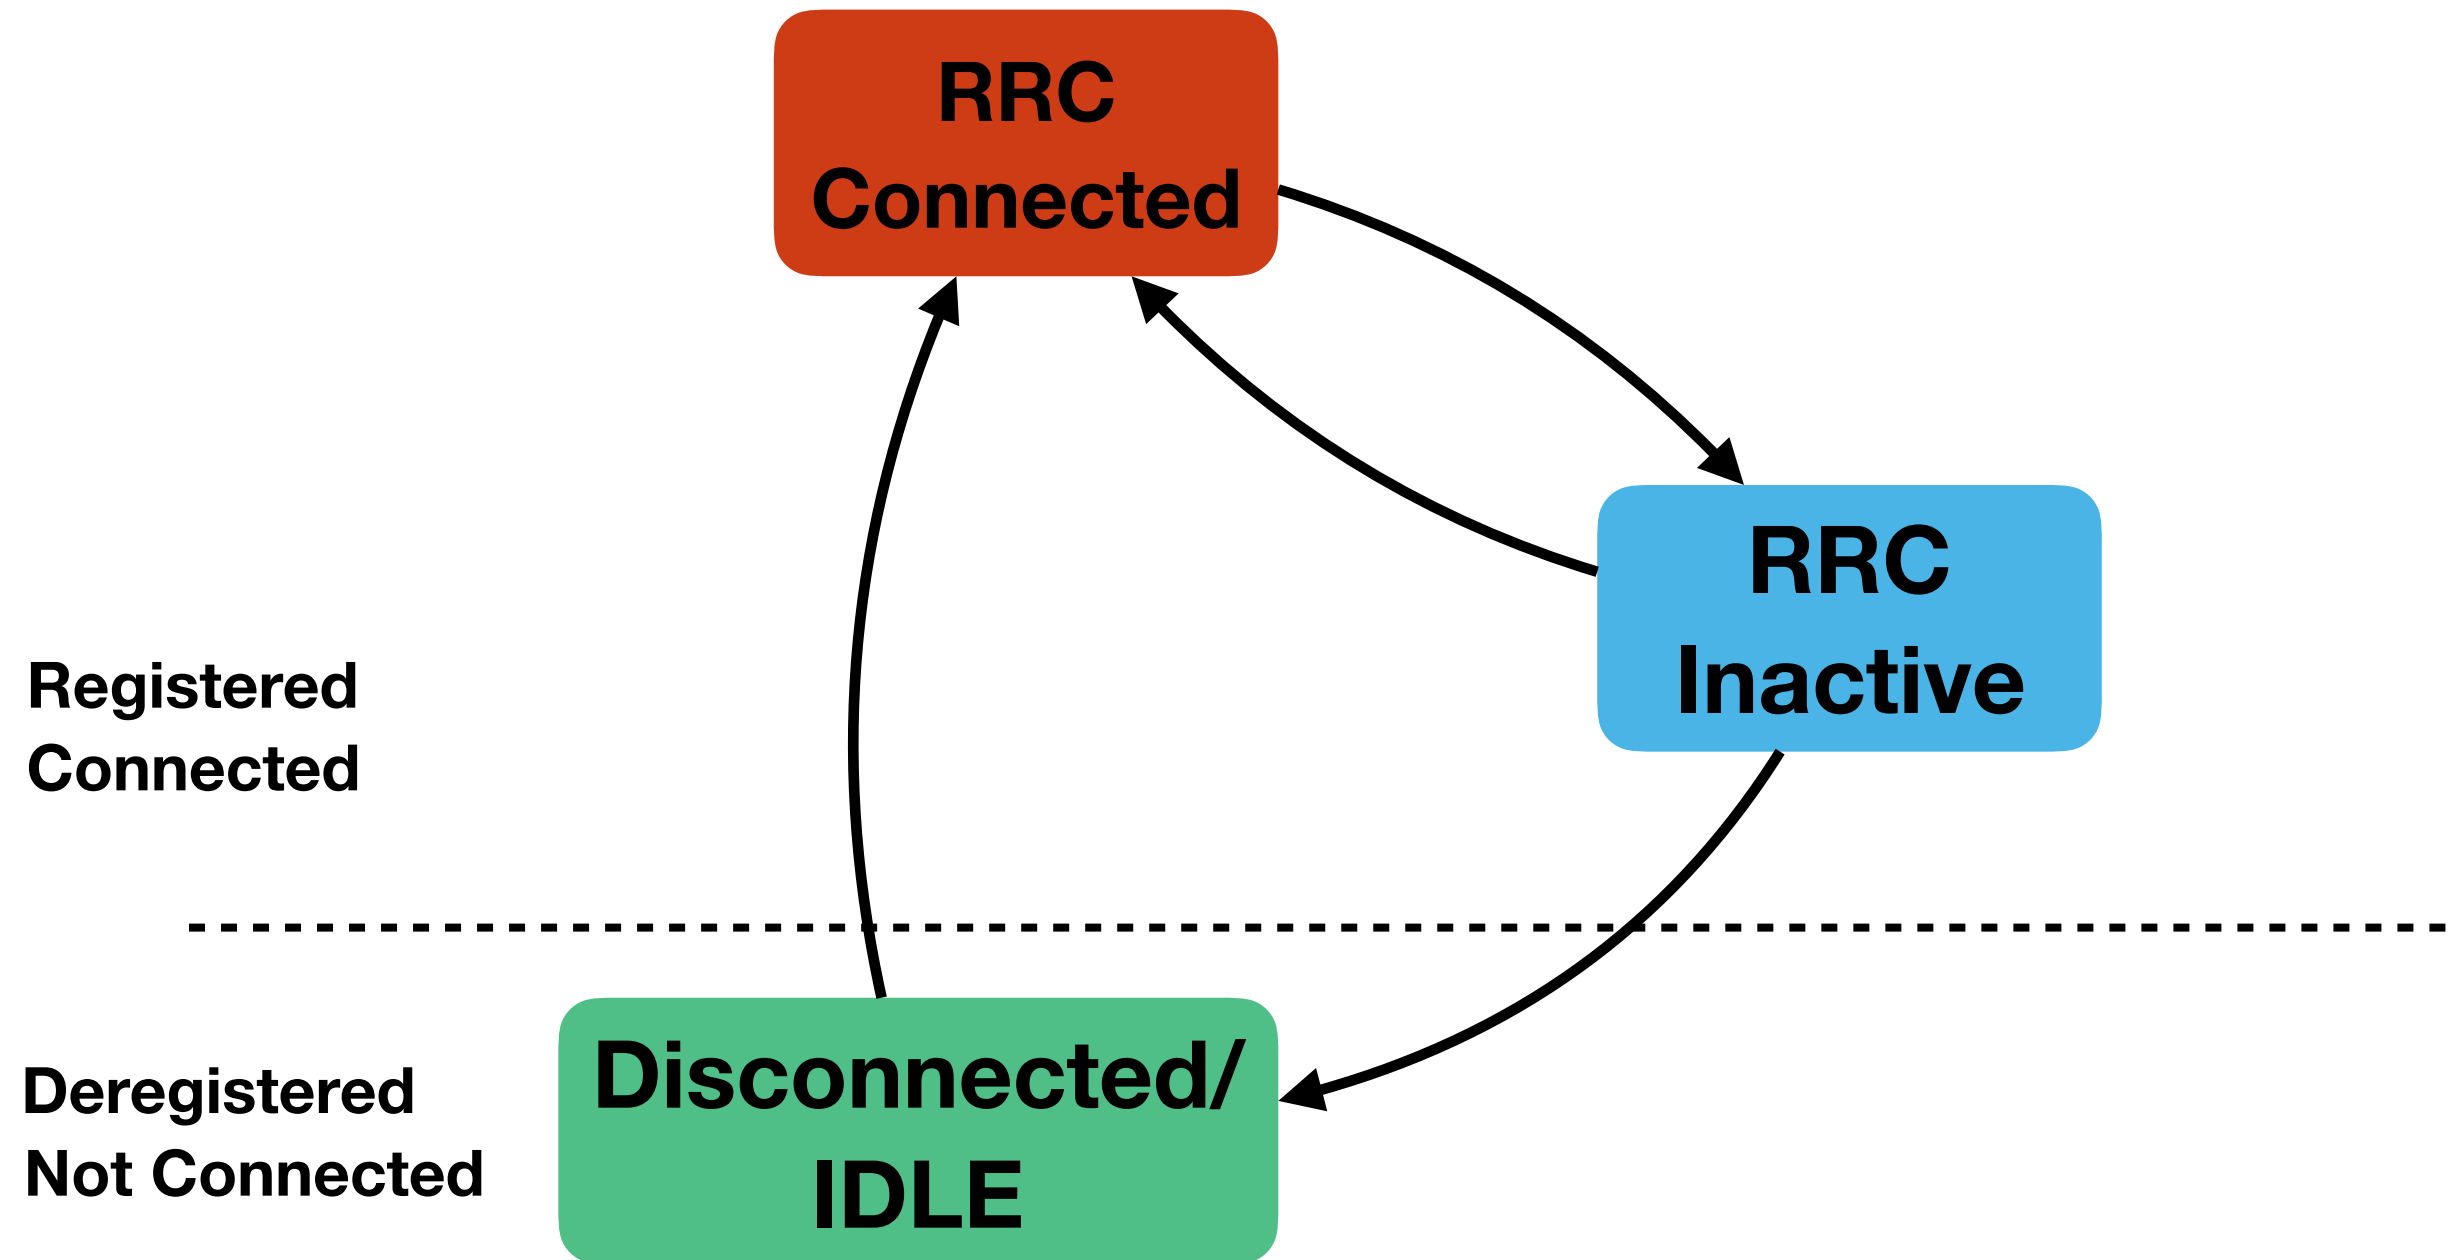 RRC
Connected
RRC
Inactive
Registered
Connected
Disconnected/
IDLE
Deregistered
Not Connected